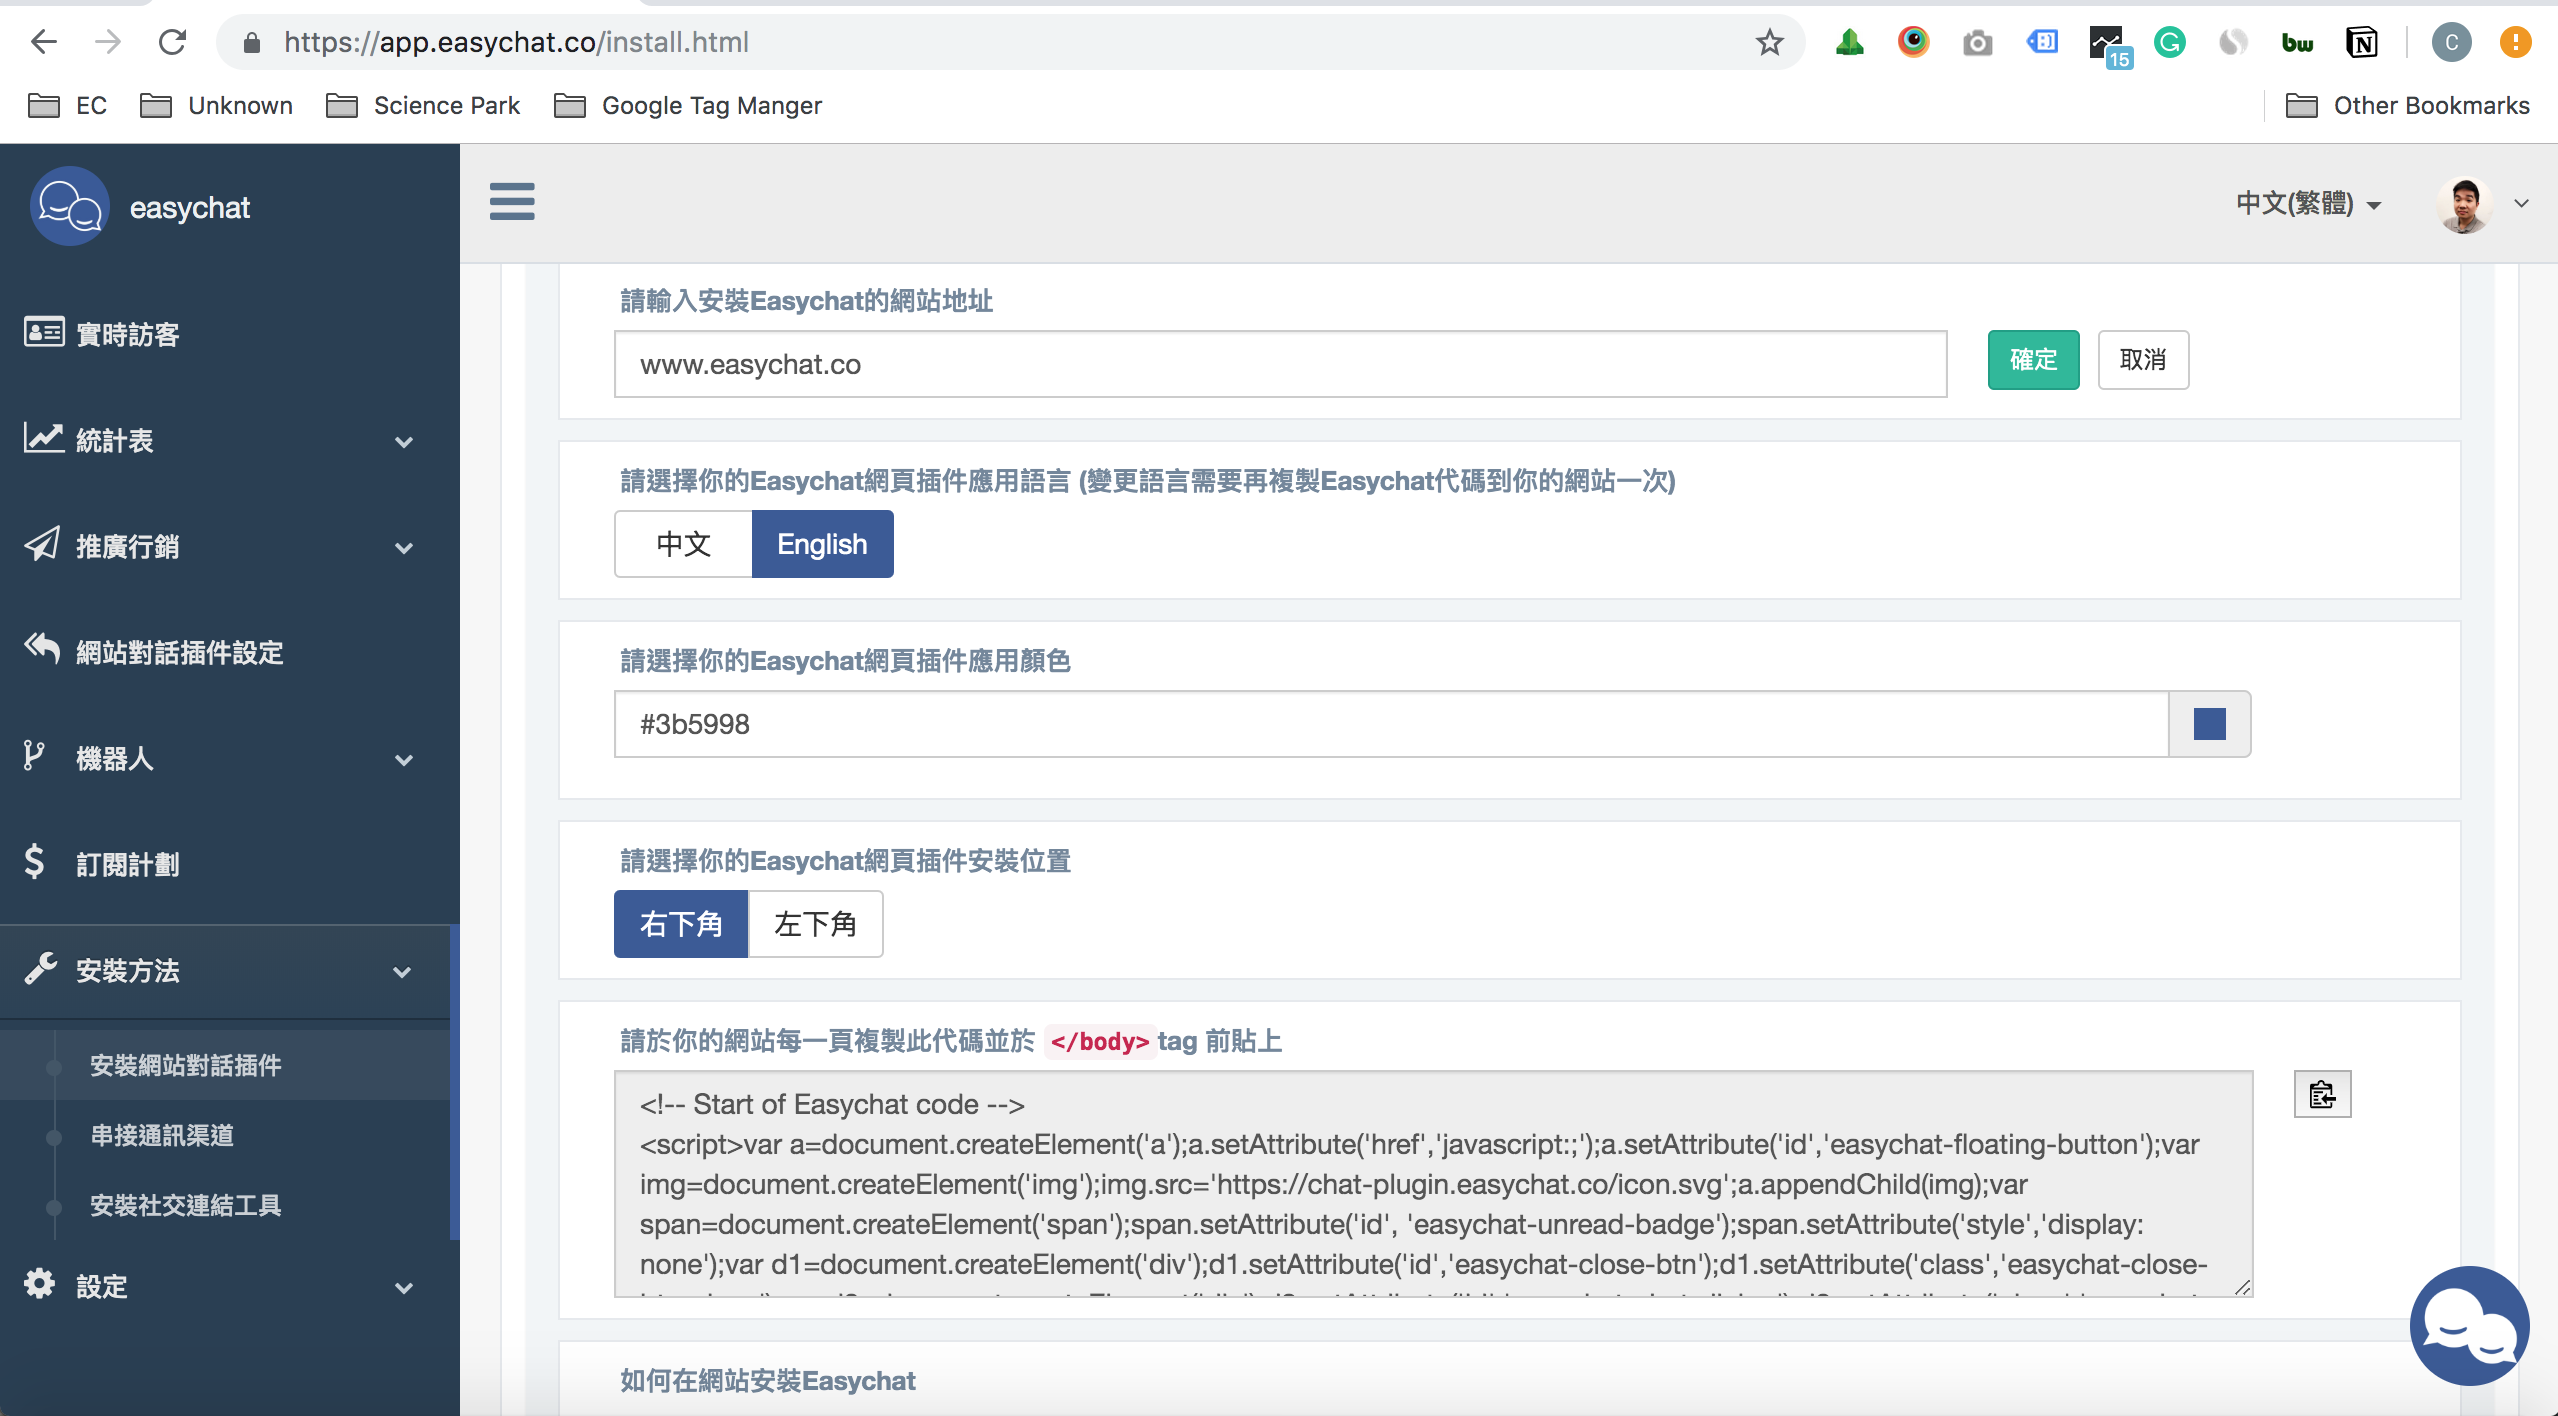 https://app.easychat.co/install.html
15
bw
C
EC
Unknown
Science Park
Google Tag Manger
Other Bookmarks
easychat
中文(繁體)
實時訪客
統計表
推廣行銷
網站對話插件設定
機器人
訂閱計劃
安裝方法
安裝網站對話插件
串接通訊渠道
安裝社交連結工具
設定
請輸入安裝Easychat的網站地址
www.easychat.co
確定
取消
請選擇你的Easychat網頁插件應用語言 (變更語言需要再複製Easychat代碼到你的網站一次)
中文
English
請選擇你的Easychat網頁插件應用顏色
#3b5998
請選擇你的Easychat網頁插件安裝位置
右下角
左下角
請於你的網站每一頁複製此代碼並於 </body> tag 前貼上
<!-- Start of Easychat code -->
<script>var a=document.createElement('a');a.setAttribute('href','javascript:;');a.setAttribute('id','easychat-floating-button');var
img=document.createElement('img');img.src='https://chat-plugin.easychat.co/icon.svg';a.appendChild(img);var
span=document.createElement('span');span.setAttribute('id', 'easychat-unread-badge');span.setAttribute('style','display:
none');var d1=document.createElement('div');d1.setAttribute('id','easychat-close-btn');d1.setAttribute('class','easychat-close-
如何在網站安裝Easychat